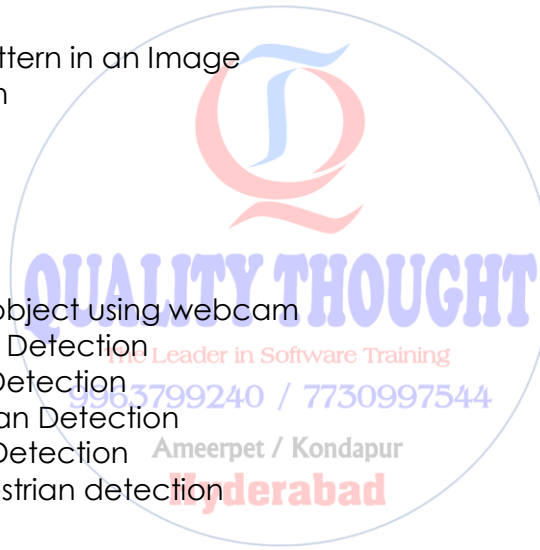 ttern in an Image
n
QUALITY THOUGHT
object using webcam
Detection
The Leader in Software Training
Detection
9963799240 / 7730997544
an Detection
Detection
Ameerpet / Kondapur
strian detection
Hyderabad